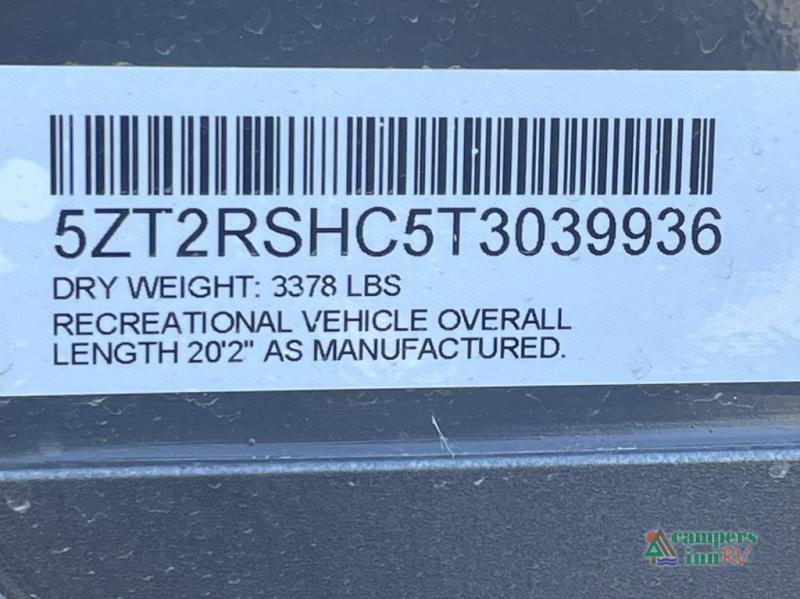 5ZT2RSHC5T3039936
DRY WEIGHT: 3378 LBS
RECREATIONAL VEHICLE OVERALL
LENGTH 20'2" AS MANUFACTURED.
campers
inn RV